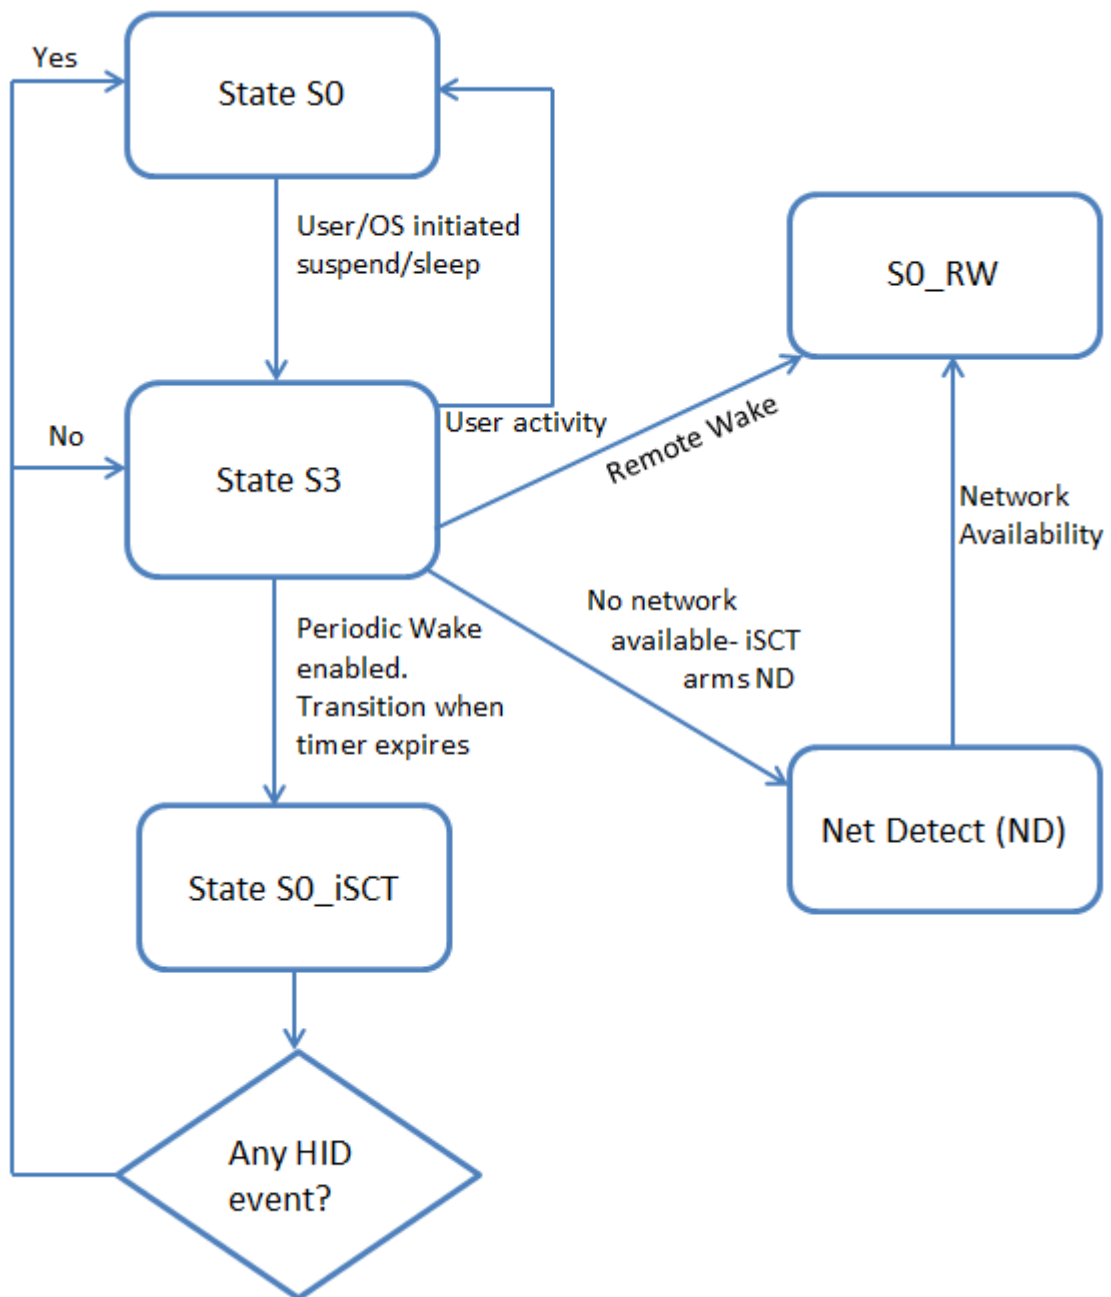 Yes
State S0
User/OS initiated
suspend/sleep
S0_RW
No
State S3
User activity
Remote Wake
Network
Availability
No network
available- iSCT
arms ND
Periodic Wake
enabled.
Transition when
timer expires
Net Detect (ND)
State S0_iSCT
Any HID
event?